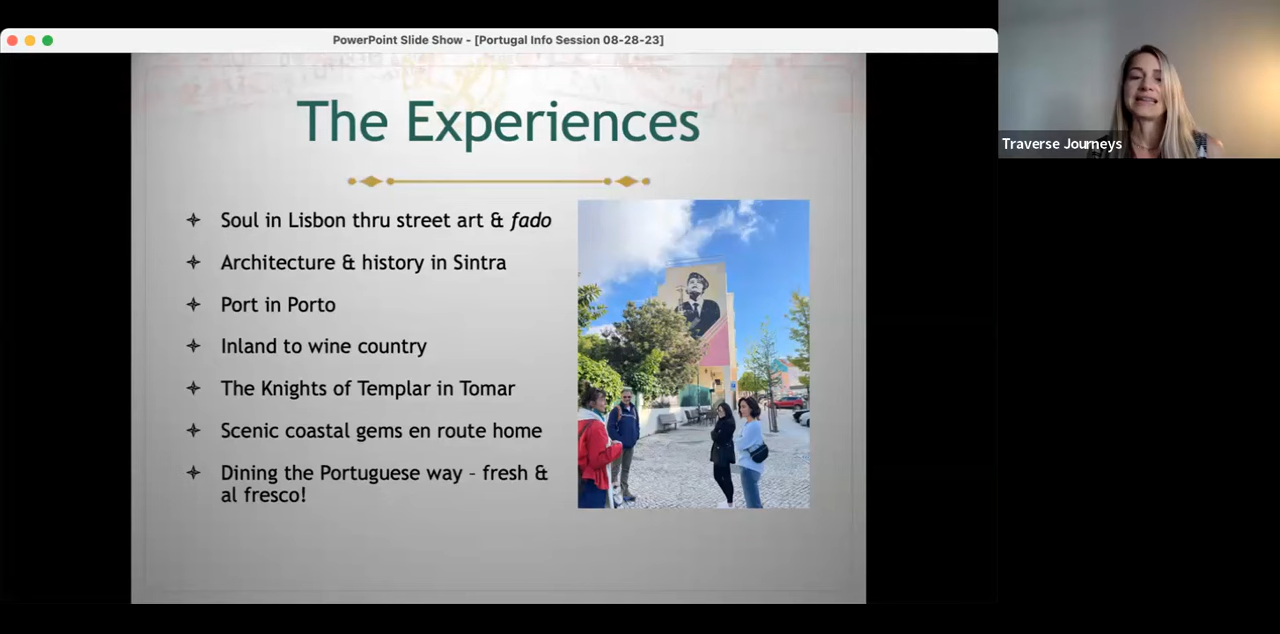 PowerPoint Slide Show - [Portugal Info Session 08-28-23]
The Experiences
Soul in Lisbon thru street art & fado
Architecture & history in Sintra
Port in Porto
Inland to wine country
The Knights of Templar in Tomar
Scenic coastal gems en route home
Dining the Portuguese way – fresh &
al fresco!
Traverse Journeys